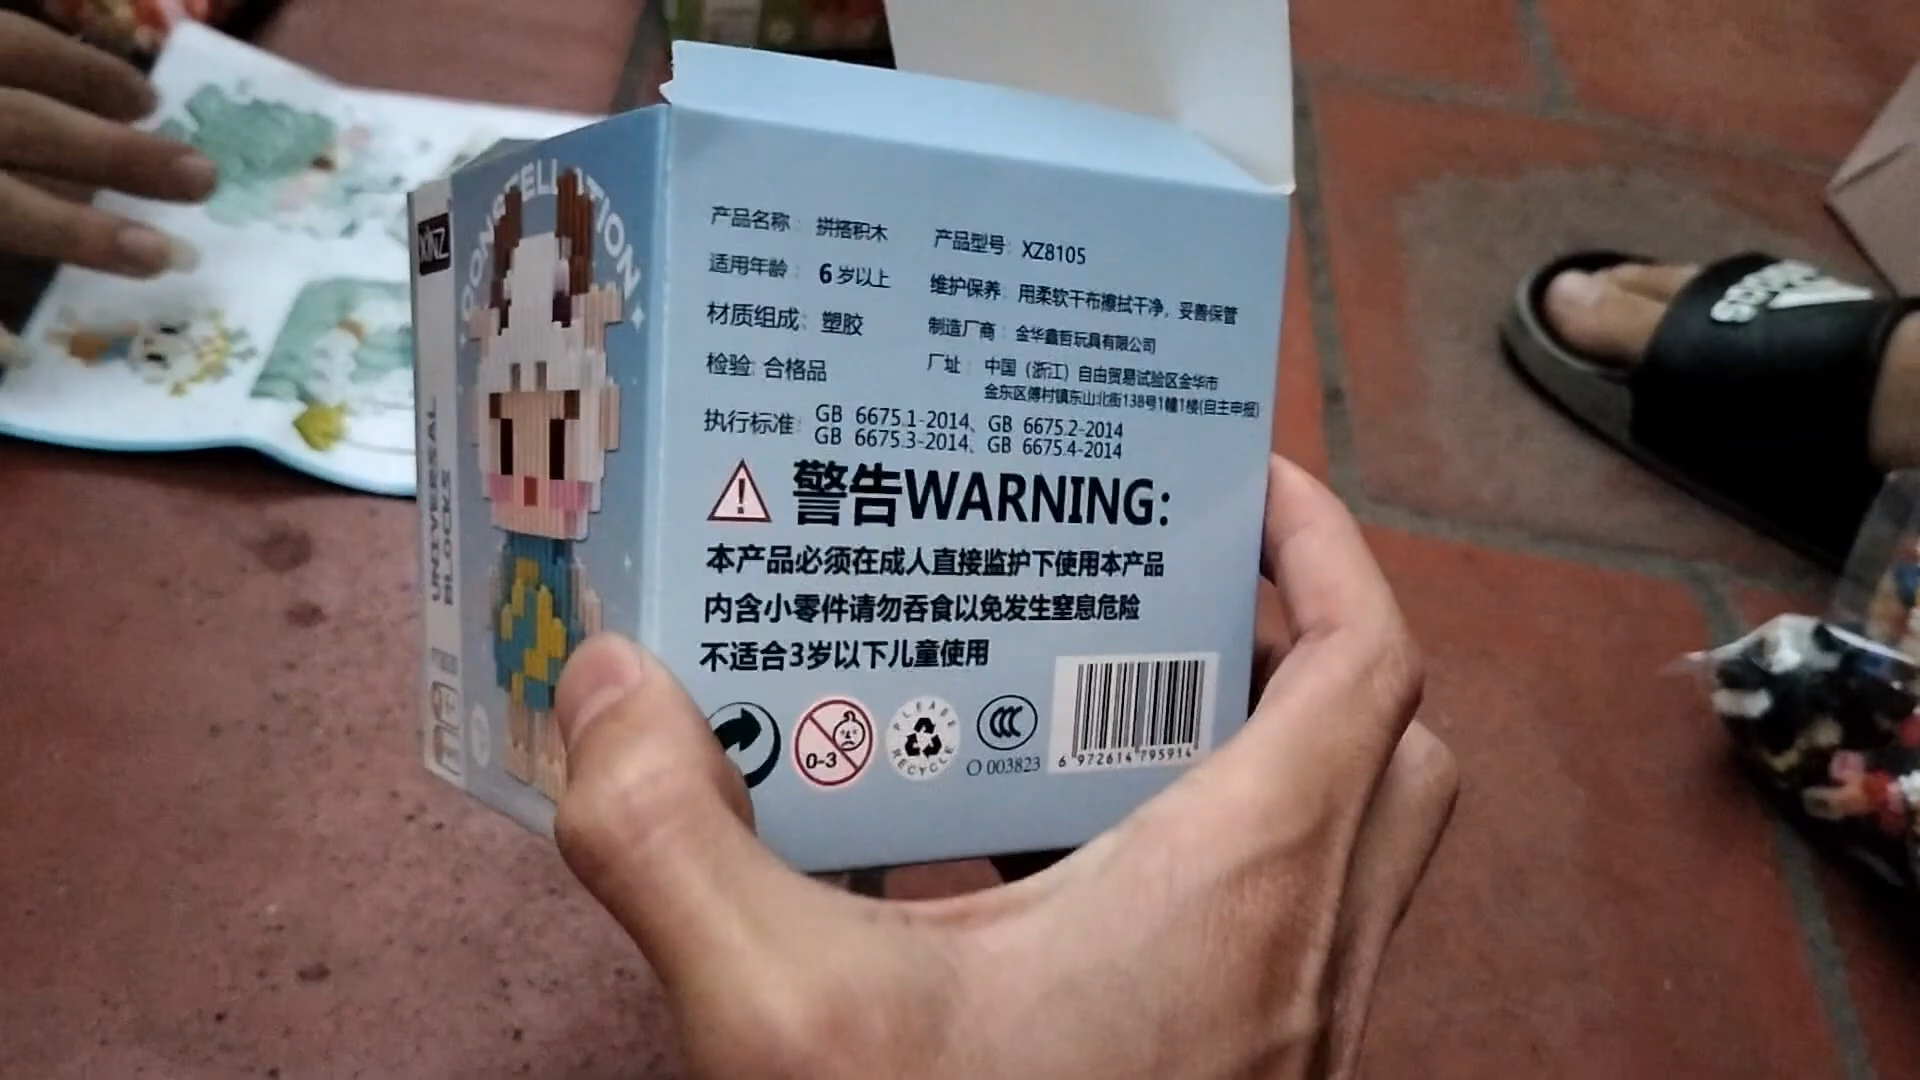 XNZ
CONSTELLATION
UNIVERSAL
BLOCKS
产品名称: 拼搭积木
适用年龄: 6岁以上
材质组成: 塑胶
检验: 合格品
执行标准: GB 6675.1-2014、GB 6675.2-2014
GB 6675.3-2014、GB 6675.4-2014
产品型号: XZ8105
维护保养: 用柔软干布擦拭干净，妥善保管
制造厂商: 金华鑫哲玩具有限公司
厂址: 中国（浙江）自由贸易试验区金华市
金东区傅村镇东山北街138号1幢1楼(自主申报)
警告WARNING:
本产品必须在成人直接监护下使用本产品
内含小零件请勿吞食以免发生窒息危险
不适合3岁以下儿童使用
0-3
PLEASE RECYCLE
CCC
O 003823
6 972614 795914
adidas